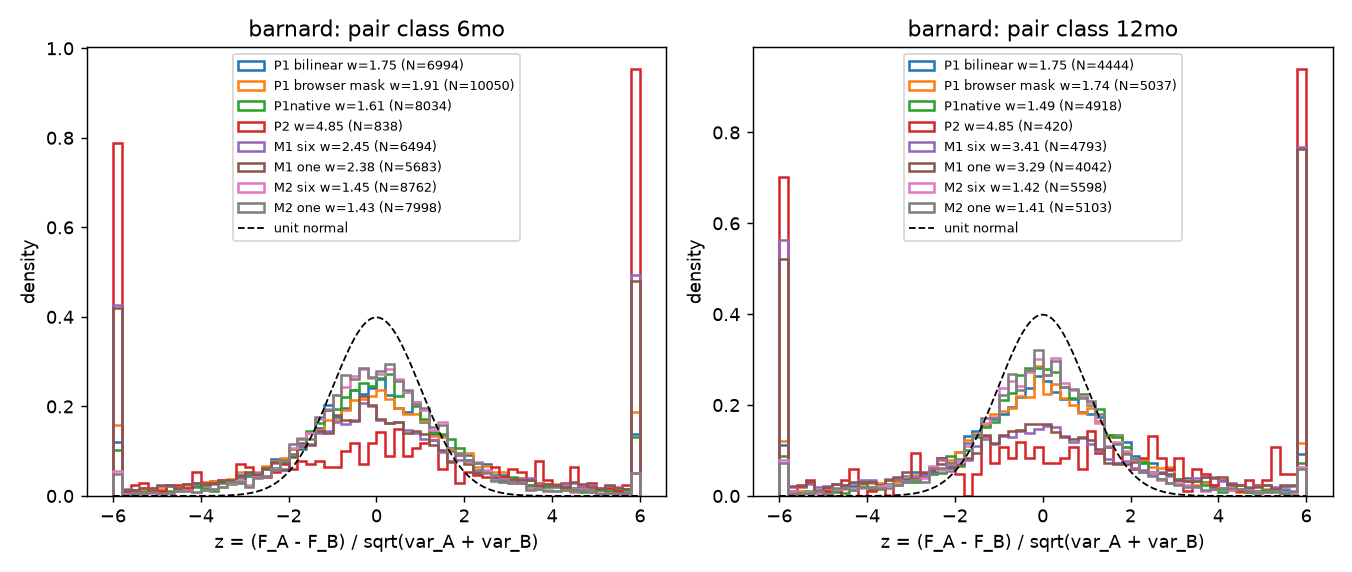 barnard: pair class 6mo
1.0
0.8
0.6
0.4
0.2
0.0
density
P1 bilinear w=1.75 (N=6994)
P1 browser mask w=1.91 (N=10050)
P1native w=1.61 (N=8034)
P2 w=4.85 (N=838)
M1 six w=2.45 (N=6494)
M1 one w=2.38 (N=5683)
M2 six w=1.45 (N=8762)
M2 one w=1.43 (N=7998)
unit normal
−6 −4 −2 0 2 4 6
z = (F_A - F_B) / sqrt(var_A + var_B)
barnard: pair class 12mo
0.8
0.6
0.4
0.2
0.0
density
P1 bilinear w=1.75 (N=4444)
P1 browser mask w=1.74 (N=5037)
P1native w=1.49 (N=4918)
P2 w=4.85 (N=420)
M1 six w=3.41 (N=4793)
M1 one w=3.29 (N=4042)
M2 six w=1.42 (N=5598)
M2 one w=1.41 (N=5103)
unit normal
−6 −4 −2 0 2 4 6
z = (F_A - F_B) / sqrt(var_A + var_B)